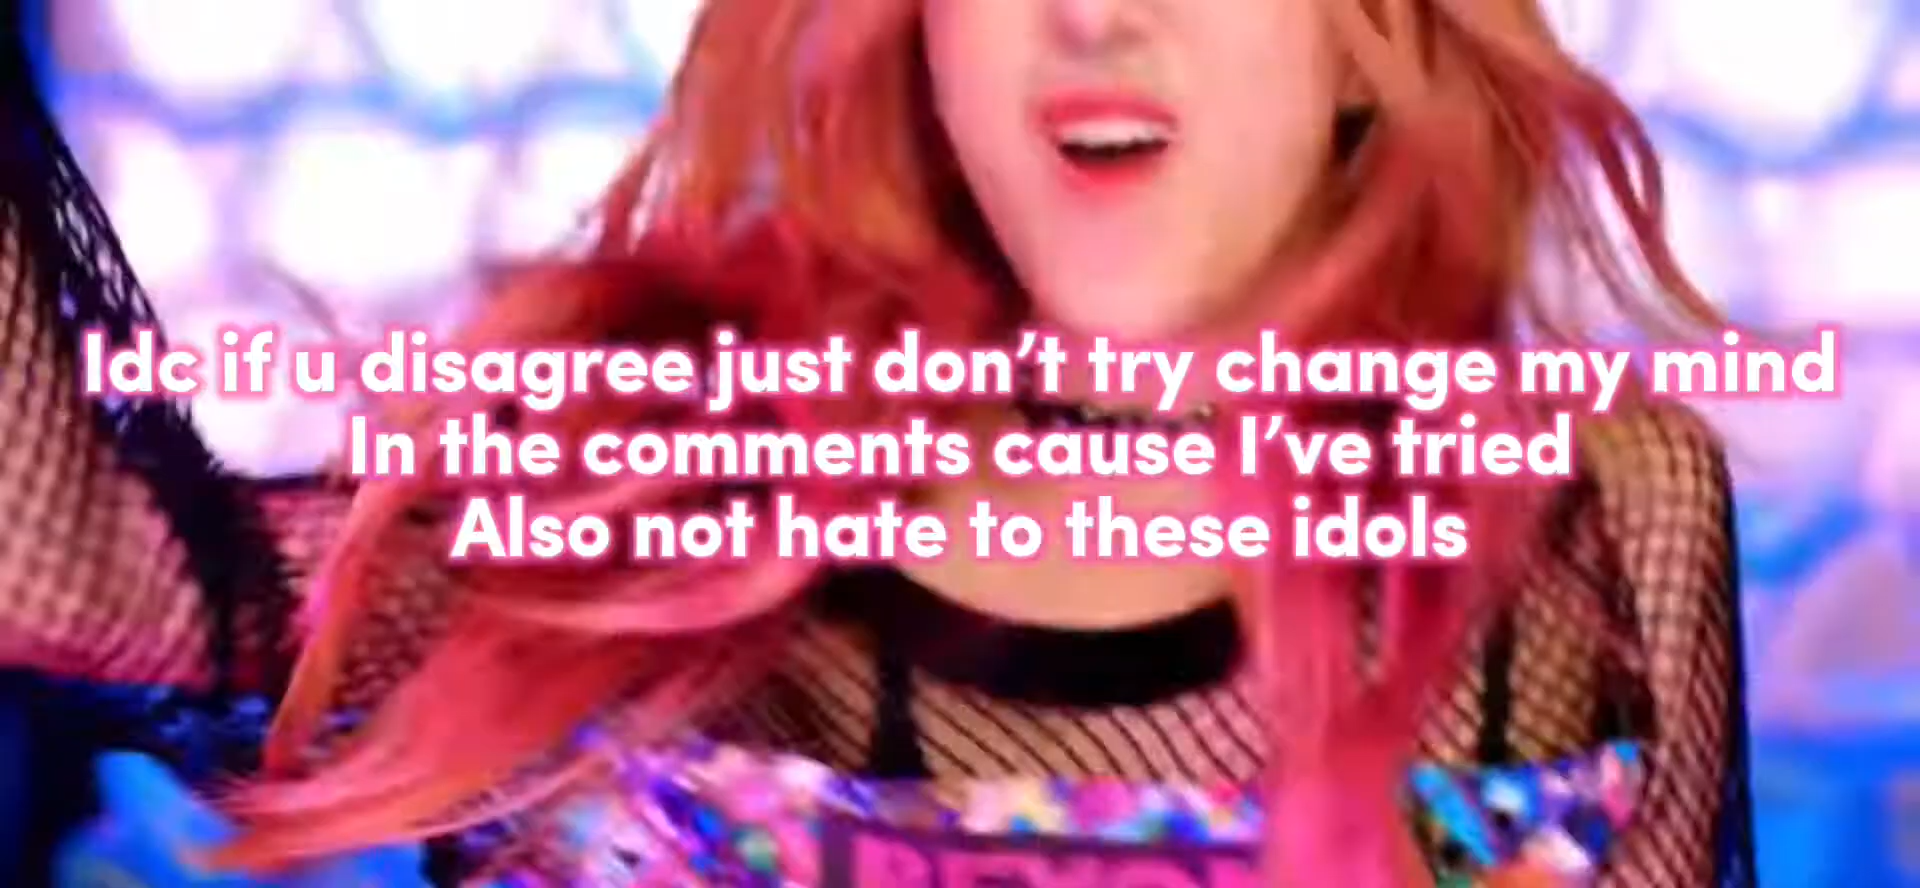 Idc if u disagree just don’t try change my mind
In the comments cause I’ve tried
Also not hate to these idols